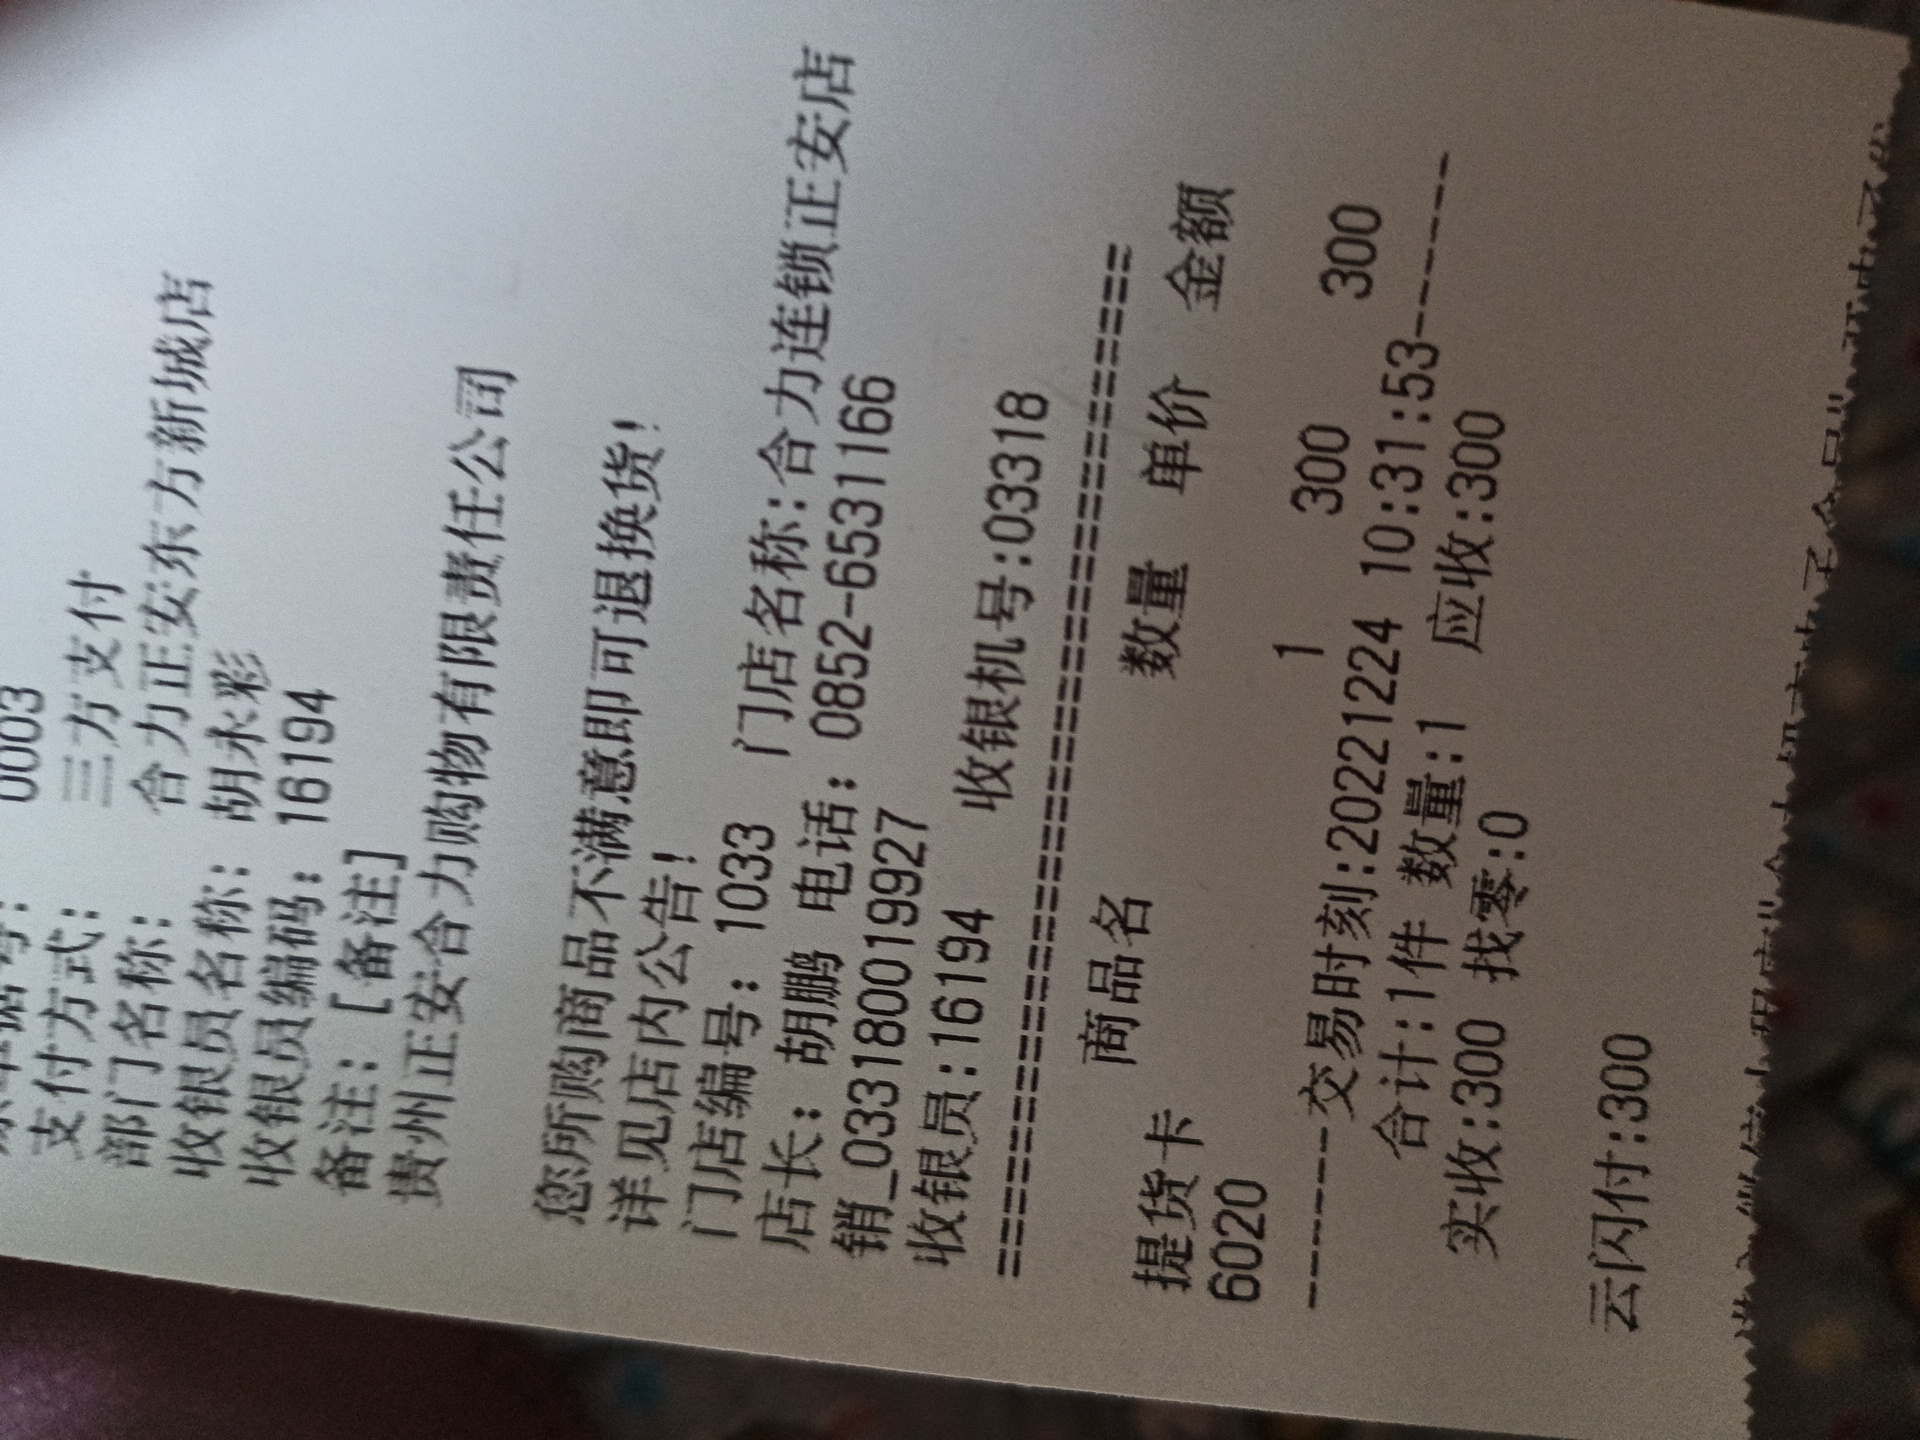 0003
支付方式: 三方支付
部门名称: 合力正安东方新城店
收银员名称: 胡永彩
收银员编码: 16194
备注: [备注]
贵州正安合力购物有限责任公司
您所购商品不满意即可退换货!
详见店内公告!
门店编号: 1033 门店名称:合力连锁正安店
店长: 胡鹏 电话: 0852-6531166
销_033180019927
收银员:16194 收银机号:03318
================================
商品名 数量 单价 金额
提货卡
6020 1 300 300
--------交易时刻:20221224 10:31:53--------
合计:1件 数量:1 应收:300
实收:300 找零:0
云闪付:300